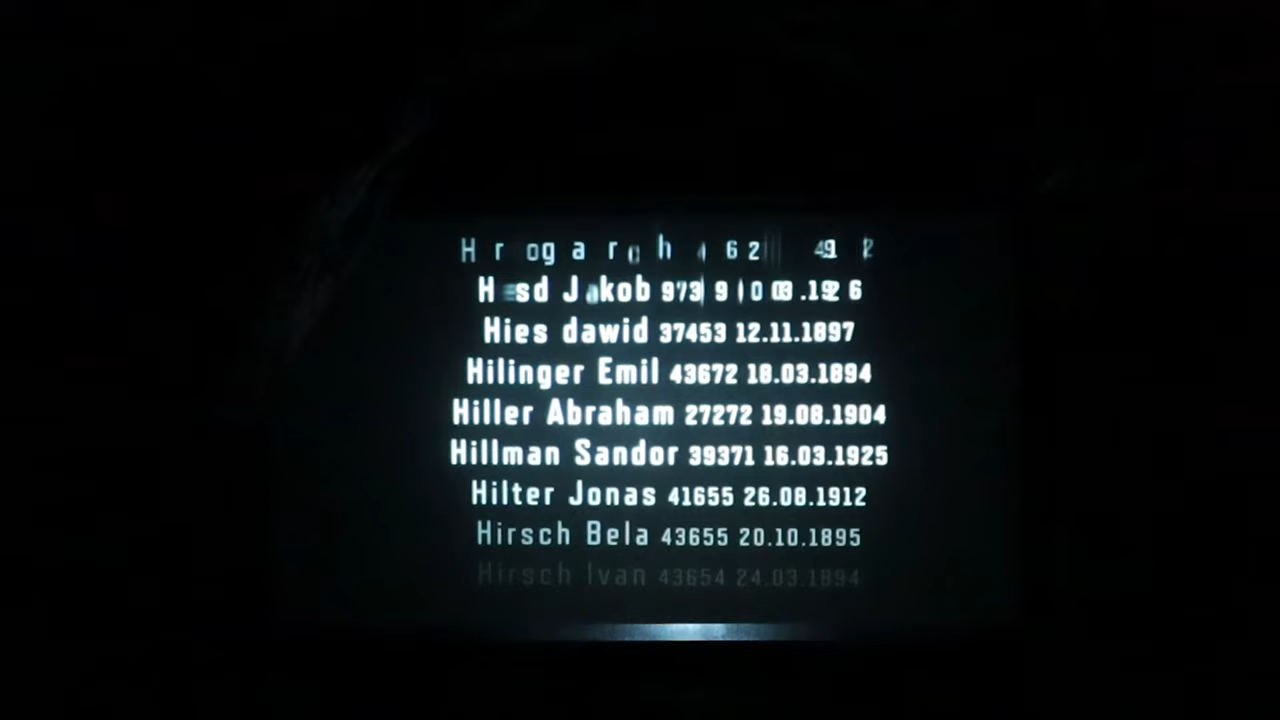 Jakob
Hies dawid 37453 12.11.1897
Hilinger Emil 43672 18.03.1894
Hiller Abraham 27272 19.08.1904
Hillman Sandor 39371 16.03.1925
Hilter Jonas 41655 26.08.1912
Hirsch Bela 43655 20.10.1895
Hirsch Ivan 43654 24.03.1894